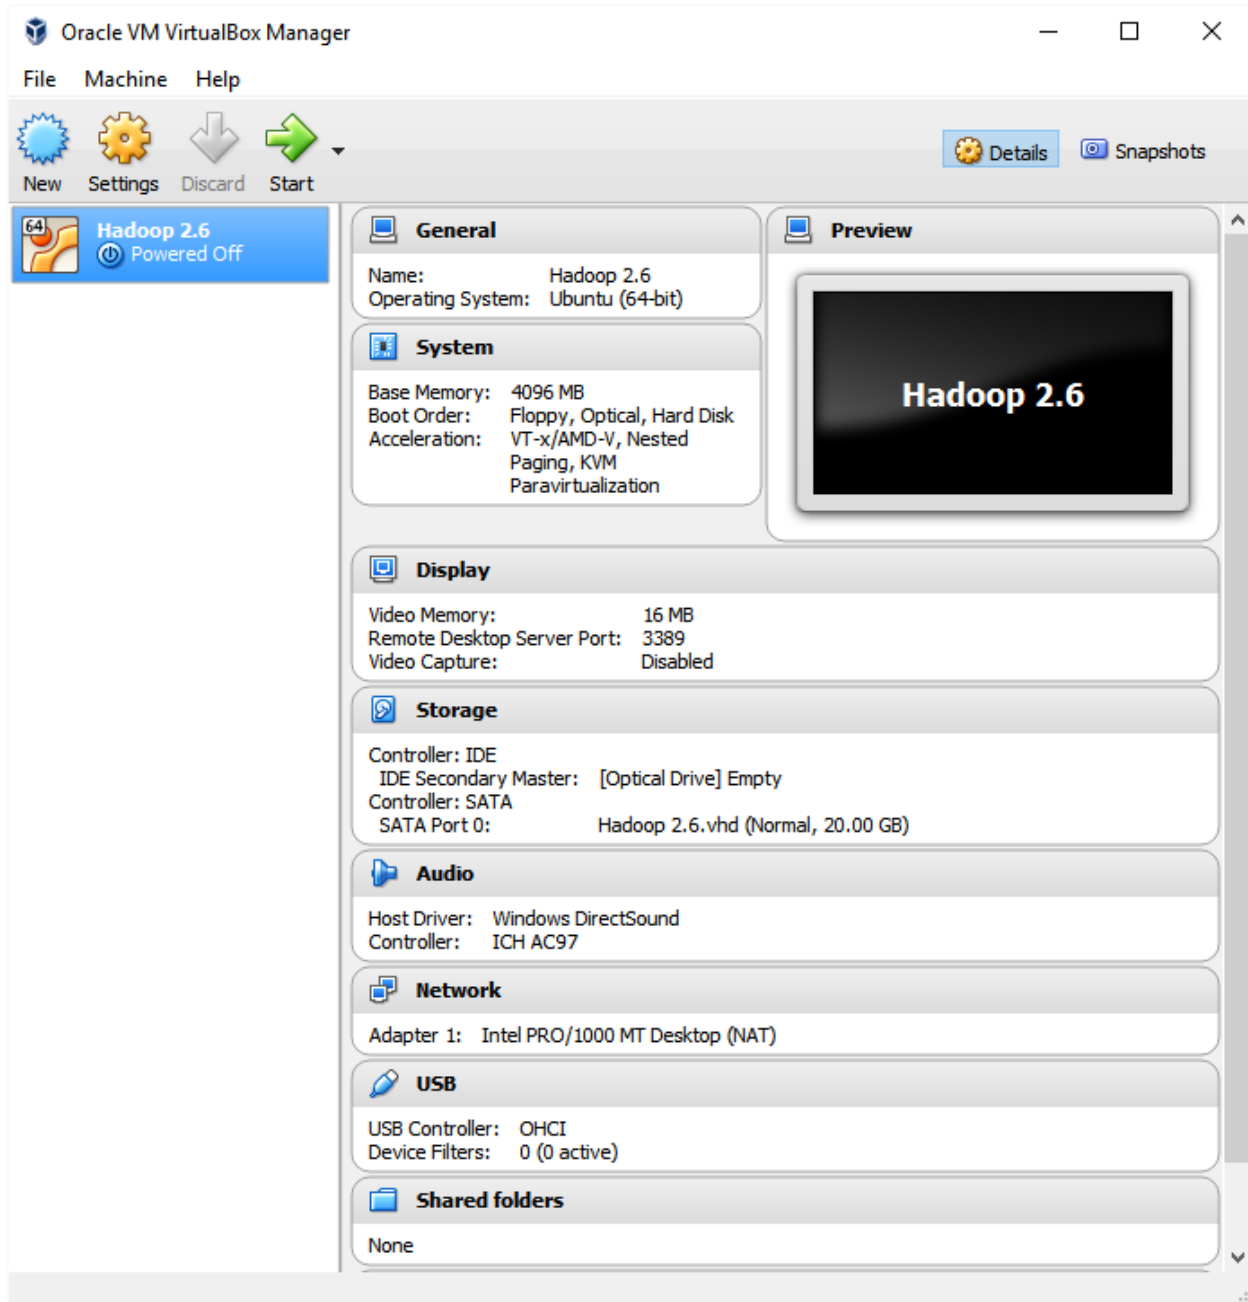 Oracle VM VirtualBox Manager
File Machine Help
New Settings Discard Start
Details Snapshots
64
Hadoop 2.6
Powered Off
General
Name: Hadoop 2.6
Operating System: Ubuntu (64-bit)
Preview
Hadoop 2.6
System
Base Memory: 4096 MB
Boot Order: Floppy, Optical, Hard Disk
Acceleration: VT-x/AMD-V, Nested
Paging, KVM
Paravirtualization
Display
Video Memory: 16 MB
Remote Desktop Server Port: 3389
Video Capture: Disabled
Storage
Controller: IDE
IDE Secondary Master: [Optical Drive] Empty
Controller: SATA
SATA Port 0: Hadoop 2.6.vhd (Normal, 20.00 GB)
Audio
Host Driver: Windows DirectSound
Controller: ICH AC97
Network
Adapter 1: Intel PRO/1000 MT Desktop (NAT)
USB
USB Controller: OHCI
Device Filters: 0 (0 active)
Shared folders
None